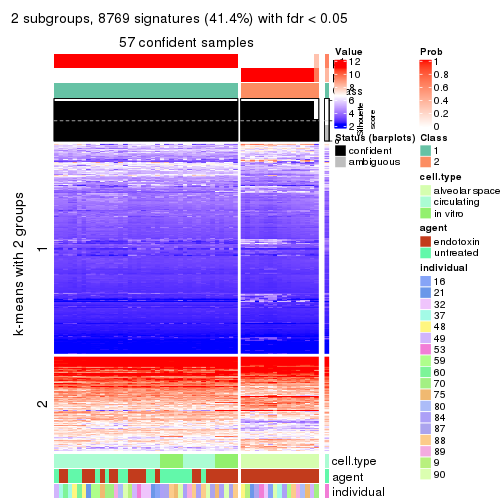 2 subgroups, 8769 signatures (41.4%) with fdr < 0.05
57 confident samples
k-means with 2 groups
1
2
Value
12
10
8
6
4
2
Silhouette
score
Status (barplots)
confident
ambiguous
Prob
1
0.8
0.6
0.4
0.2
0
Class
1
2
cell.type
alveolar space
circulating
in vitro
agent
endotoxin
untreated
individual
16
21
32
37
48
49
53
59
60
70
75
80
84
87
88
89
9
90
cell.type
agent
individual